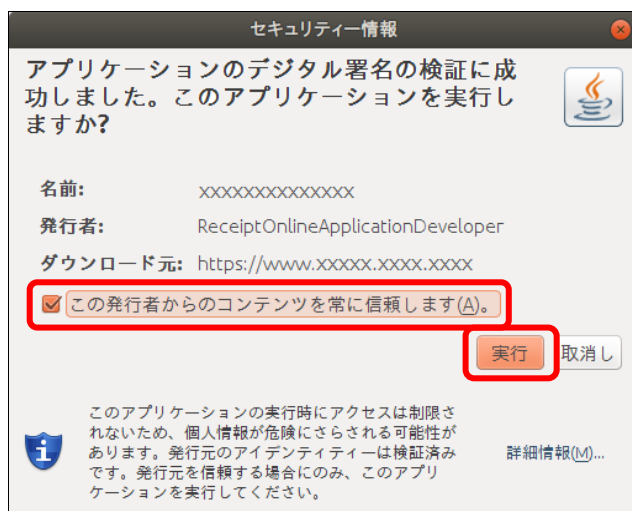 セキュリティー情報
アプリケーションのデジタル署名の検証に成
功しました。このアプリケーションを実行し
ますか?
名前: xxxxxxxxxxxxxx
発行者: ReceiptOnlineApplicationDeveloper
ダウンロード元: https://www.xxxxx.xxxx.xxxx
この発行者からのコンテンツを常に信頼します(A)。
実行 取消し
このアプリケーションの実行時にアクセスは制限さ
れないため、個人情報が危険にさらされる可能性が
あります。発行元のアイデンティティーは検証済み
です。発行元を信頼する場合にのみ、このアプリ
ケーションを実行してください。
詳細情報(M)...